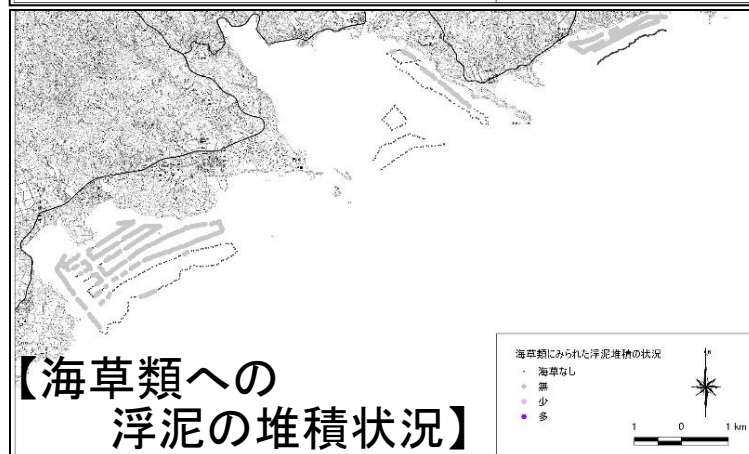 【海草類への
浮泥の堆積状況】
海草類にみられた浮泥堆積の状況
海草なし
無
少
多
N
1 0 1 km